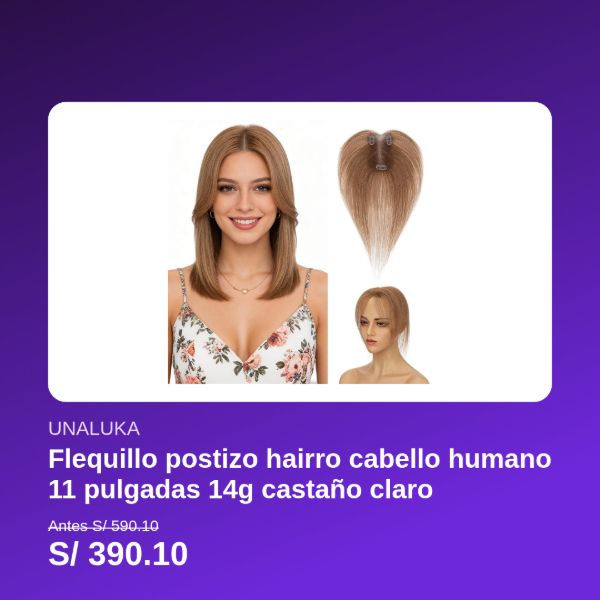 UNALUKA
Flequillo postizo hairro cabello humano
11 pulgadas 14g castaño claro
Antes S/ 590.10
S/ 390.10